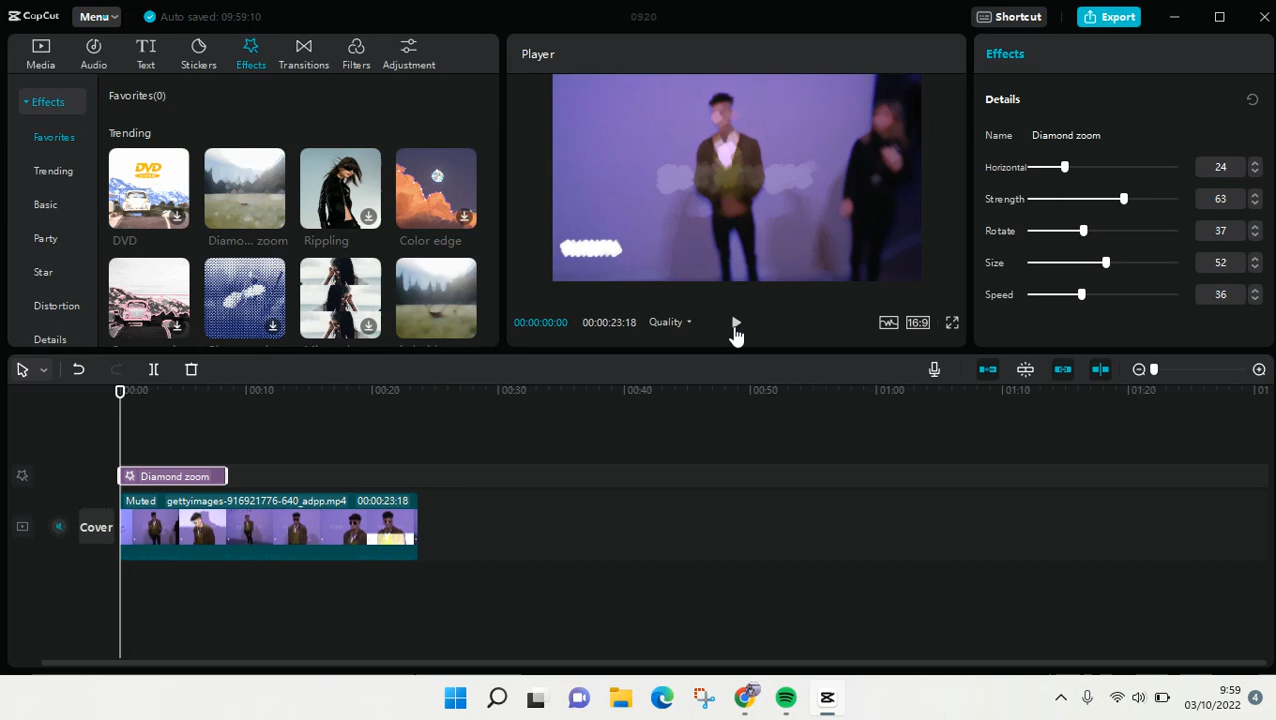 CapCut Menu Auto saved: 09:59:10 0920 Shortcut Export
Media Audio Text Stickers Effects Transitions Filters Adjustment
Player
Effects
Effects
Favorites
Trending
Basic
Party
Star
Distortion
Details
Favorites(0)
Trending
DVD
DVD Diamo... zoom Rippling Color edge
00:00:00:00 00:00:23:18 Quality 16:9
Details
Name Diamond zoom
Horizontal 24
Strength 63
Rotate 37
Size 52
Speed 36
00:00 00:10 00:20 00:30 00:40 00:50 01:00 01:10 01:20 01
Diamond zoom
Muted gettyimages-916921776-640_adpp.mp4 00:00:23:18
Cover
9:59
03/10/2022
4